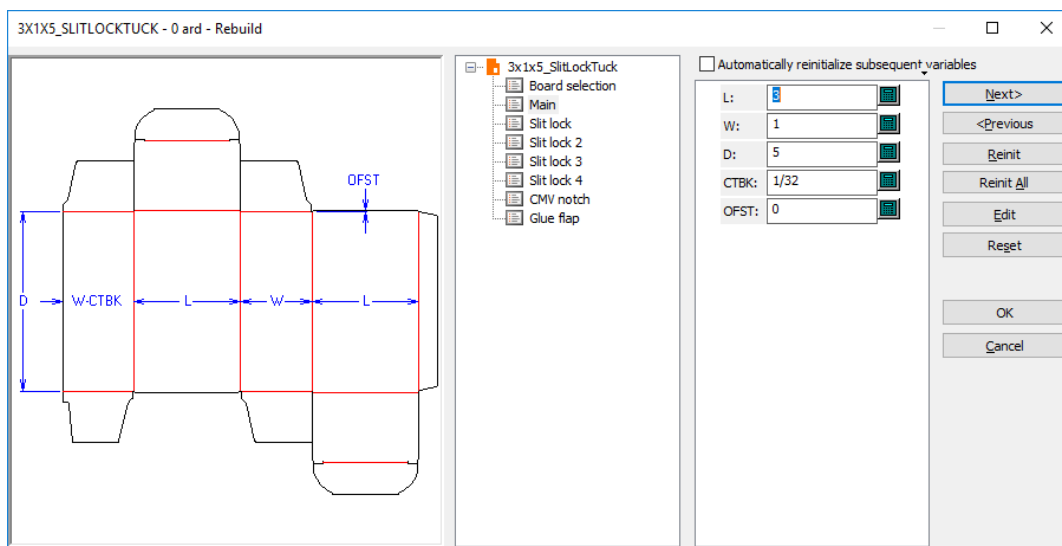 3X1X5_SLITLOCKTUCK - 0 ard - Rebuild
OFST
D
W-CTBK
L
W
L
3x1x5_SlitLockTuck
Board selection
Main
Slit lock
Slit lock 2
Slit lock 3
Slit lock 4
CMV notch
Glue flap
Automatically reinitialize subsequent variables
L: 3
W: 1
D: 5
CTBK: 1/32
OFST: 0
Next>
<Previous
Reinit
Reinit All
Edit
Reset
OK
Cancel